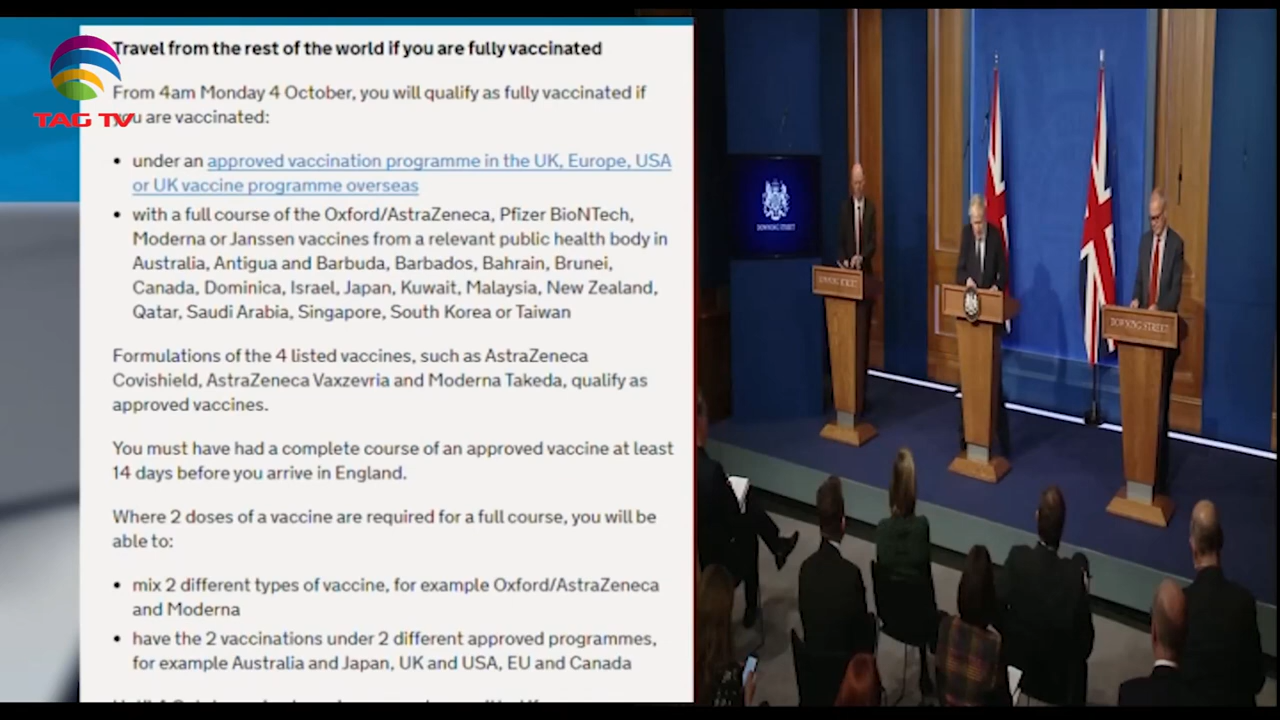 Travel from the rest of the world if you are fully vaccinated
From 4am Monday 4 October, you will qualify as fully vaccinated if
you are vaccinated:
TAG TV
• under an approved vaccination programme in the UK, Europe, USA
or UK vaccine programme overseas
• with a full course of the Oxford/AstraZeneca, Pfizer BioNTech,
Moderna or Janssen vaccines from a relevant public health body in
Australia, Antigua and Barbuda, Barbados, Bahrain, Brunei,
Canada, Dominica, Israel, Japan, Kuwait, Malaysia, New Zealand,
Qatar, Saudi Arabia, Singapore, South Korea or Taiwan
Formulations of the 4 listed vaccines, such as AstraZeneca
Covishield, AstraZeneca Vaxzevria and Moderna Takeda, qualify as
approved vaccines.
You must have had a complete course of an approved vaccine at least
14 days before you arrive in England.
Where 2 doses of a vaccine are required for a full course, you will be
able to:
• mix 2 different types of vaccine, for example Oxford/AstraZeneca
and Moderna
• have the 2 vaccinations under 2 different approved programmes,
for example Australia and Japan, UK and USA, EU and Canada
DOWNING STREET
DOWNING STREET
DOWNING STREET